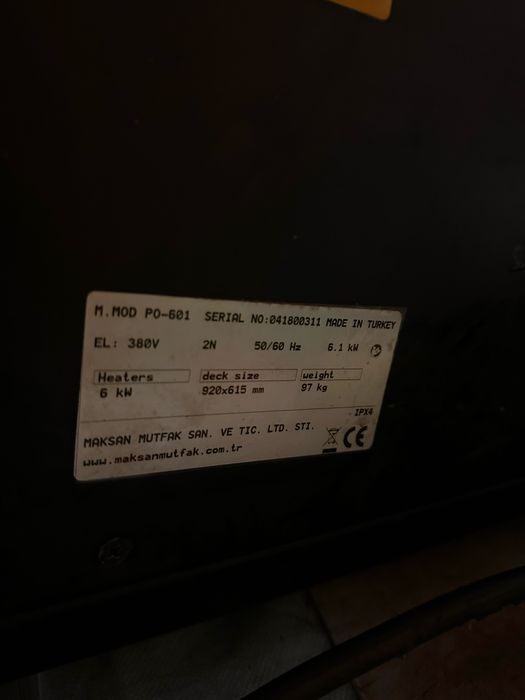 M.MOD PO-601 SERIAL NO:041800311 MADE IN TURKEY
EL: 380V 2N 50/60 Hz 6.1 kW
Heaters deck size weight
6 kW 920x615 mm 97 kg
IPX4
MAKSAN MUTFAK SAN. VE TIC. LTD. STI.
www.maksanmutfak.com.tr
CE